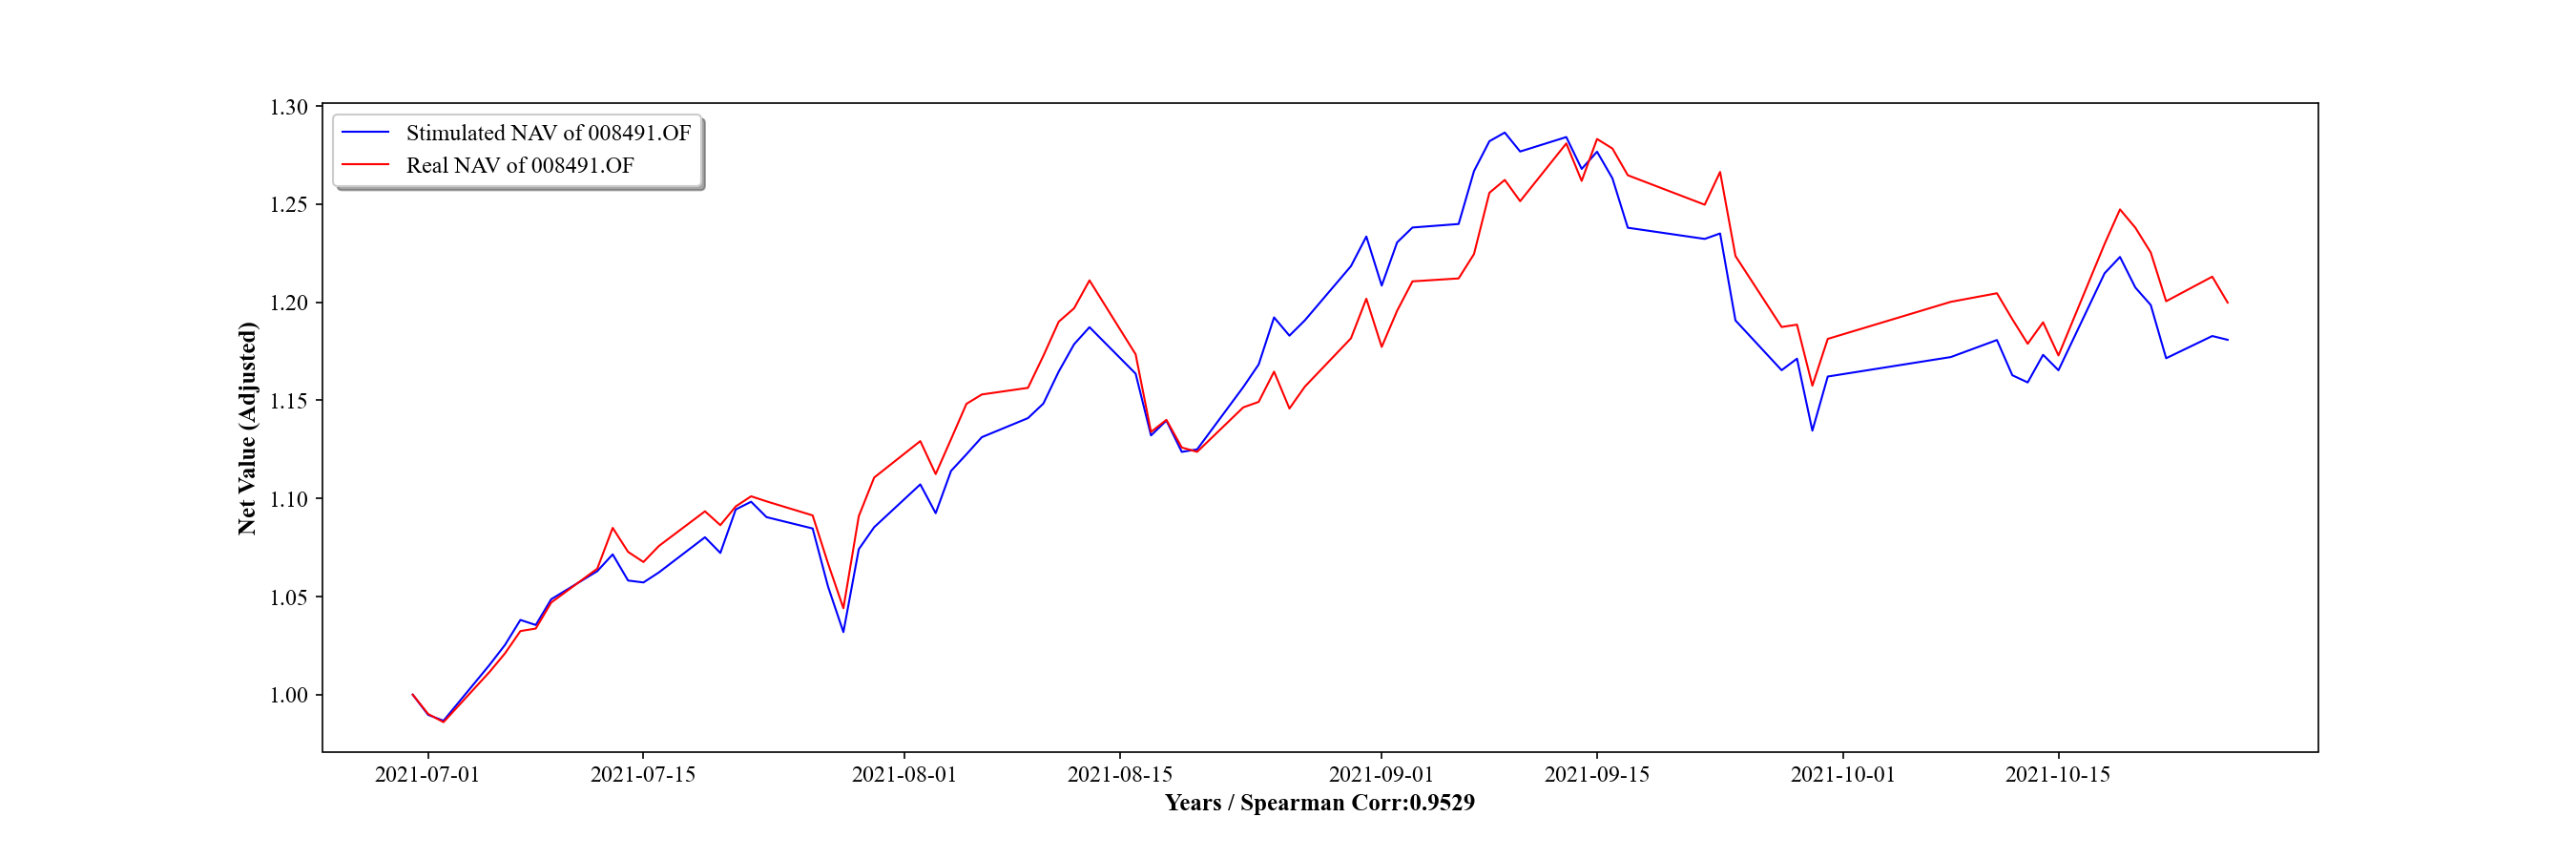 1.30
Stimulated NAV of 008491.OF
Real NAV of 008491.OF
1.25
1.20
1.15
1.10
1.05
1.00
Net Value (Adjusted)
2021-07-01 2021-07-15 2021-08-01 2021-08-15 2021-09-01 2021-09-15 2021-10-01 2021-10-15
Years / Spearman Corr:0.9529